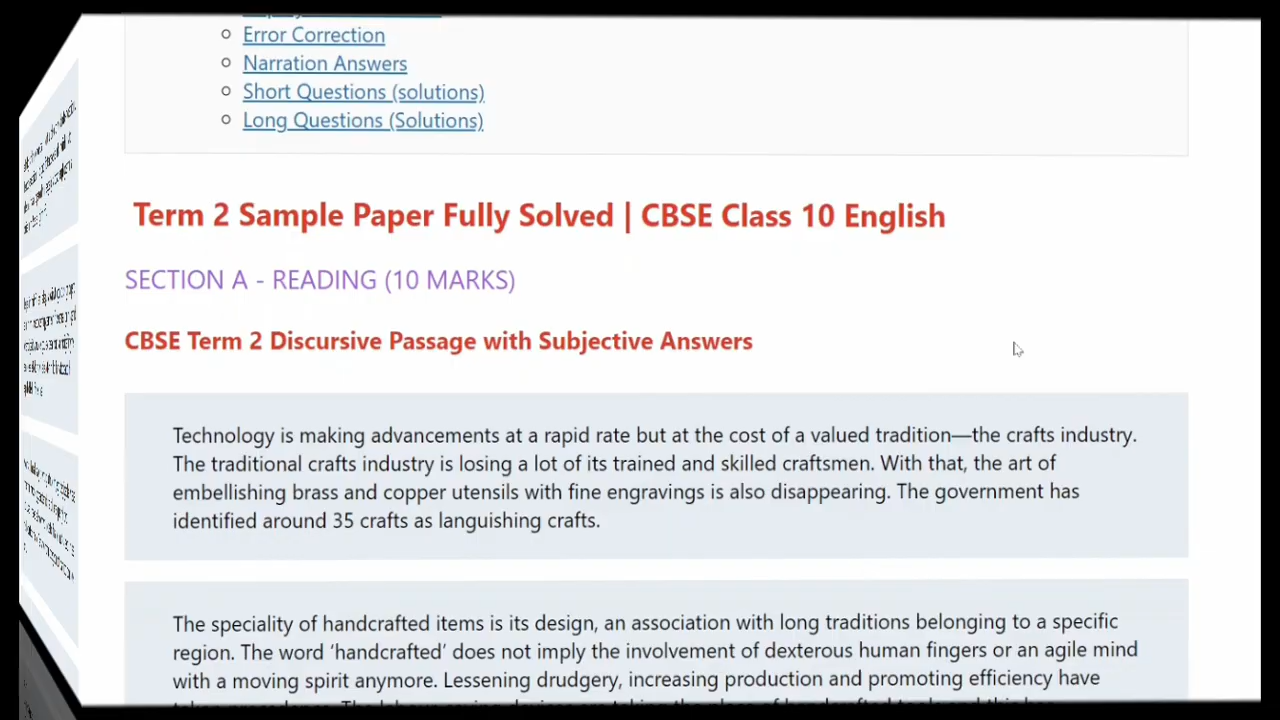 Error Correction
Narration Answers
Short Questions (solutions)
Long Questions (Solutions)
Term 2 Sample Paper Fully Solved | CBSE Class 10 English
SECTION A - READING (10 MARKS)
CBSE Term 2 Discursive Passage with Subjective Answers
Technology is making advancements at a rapid rate but at the cost of a valued tradition—the crafts industry.
The traditional crafts industry is losing a lot of its trained and skilled craftsmen. With that, the art of
embellishing brass and copper utensils with fine engravings is also disappearing. The government has
identified around 35 crafts as languishing crafts.
The speciality of handcrafted items is its design, an association with long traditions belonging to a specific
region. The word ‘handcrafted’ does not imply the involvement of dexterous human fingers or an agile mind
with a moving spirit anymore. Lessening drudgery, increasing production and promoting efficiency have